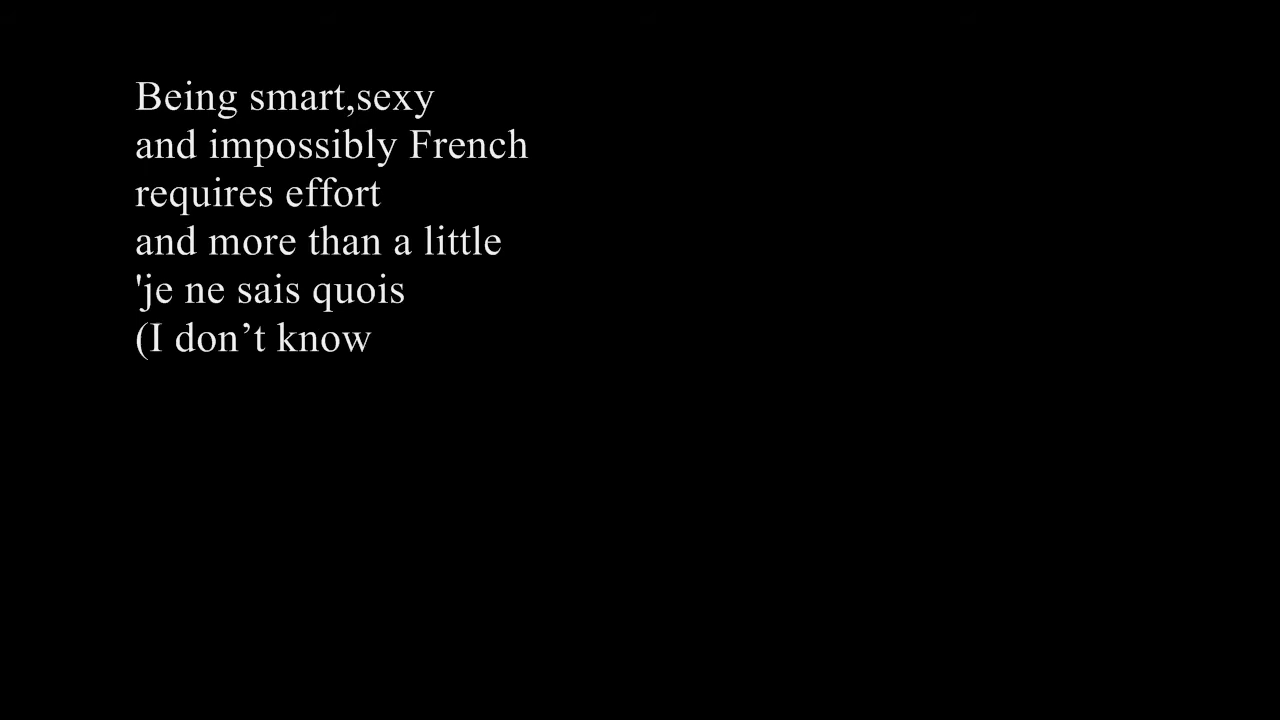 Being smart,sexy
and impossibly French
requires effort
and more than a little
'je ne sais quois
(I don’t know